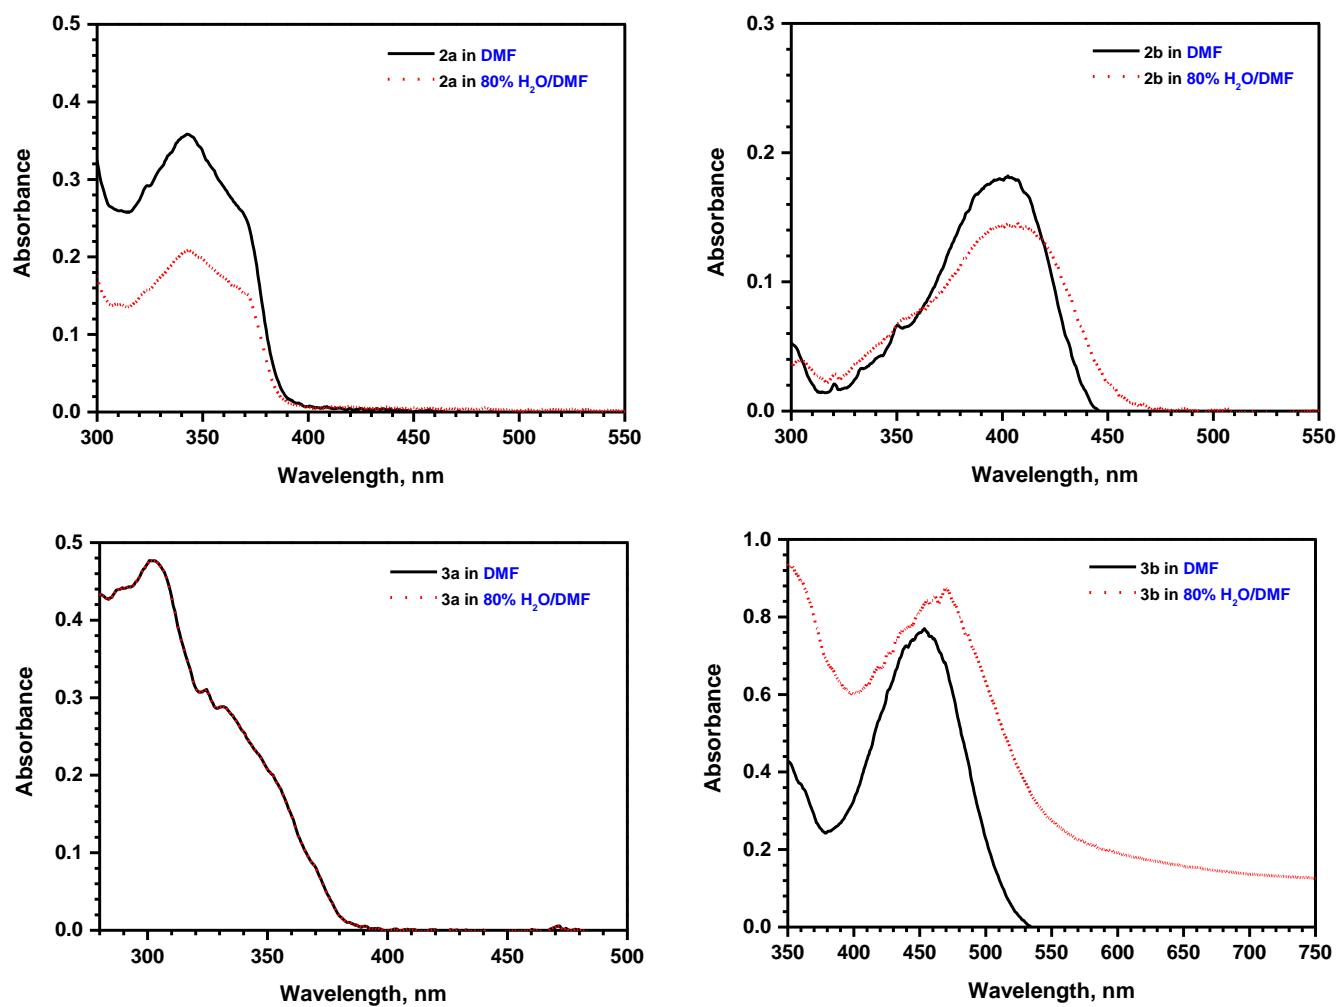 0.5
0.4
0.3
0.2
0.1
0.0
Absorbance
2a in DMF
2a in 80% H₂O/DMF
300 350 400 450 500 550
Wavelength, nm
0.3
0.2
0.1
0.0
Absorbance
2b in DMF
2b in 80% H₂O/DMF
300 350 400 450 500 550
Wavelength, nm
0.5
0.4
0.3
0.2
0.1
0.0
Absorbance
3a in DMF
3a in 80% H₂O/DMF
300 350 400 450 500
Wavelength, nm
1.0
0.8
0.6
0.4
0.2
0.0
Absorbance
3b in DMF
3b in 80% H₂O/DMF
350 400 450 500 550 600 650 700 750
Wavelength, nm